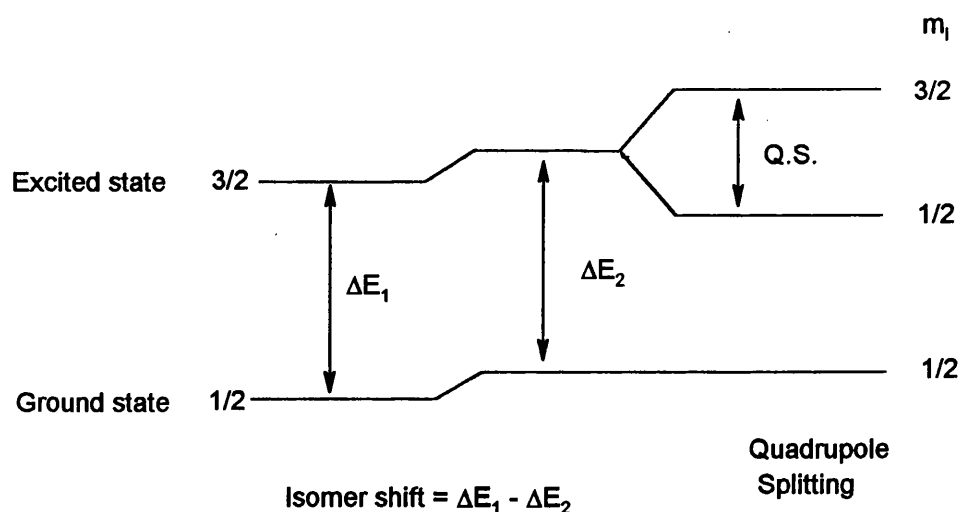 m_I
3/2
Q.S.
Excited state 3/2
1/2
ΔE₁
ΔE₂
1/2
Ground state 1/2
Quadrupole
Splitting
Isomer shift = ΔE₁ - ΔE₂